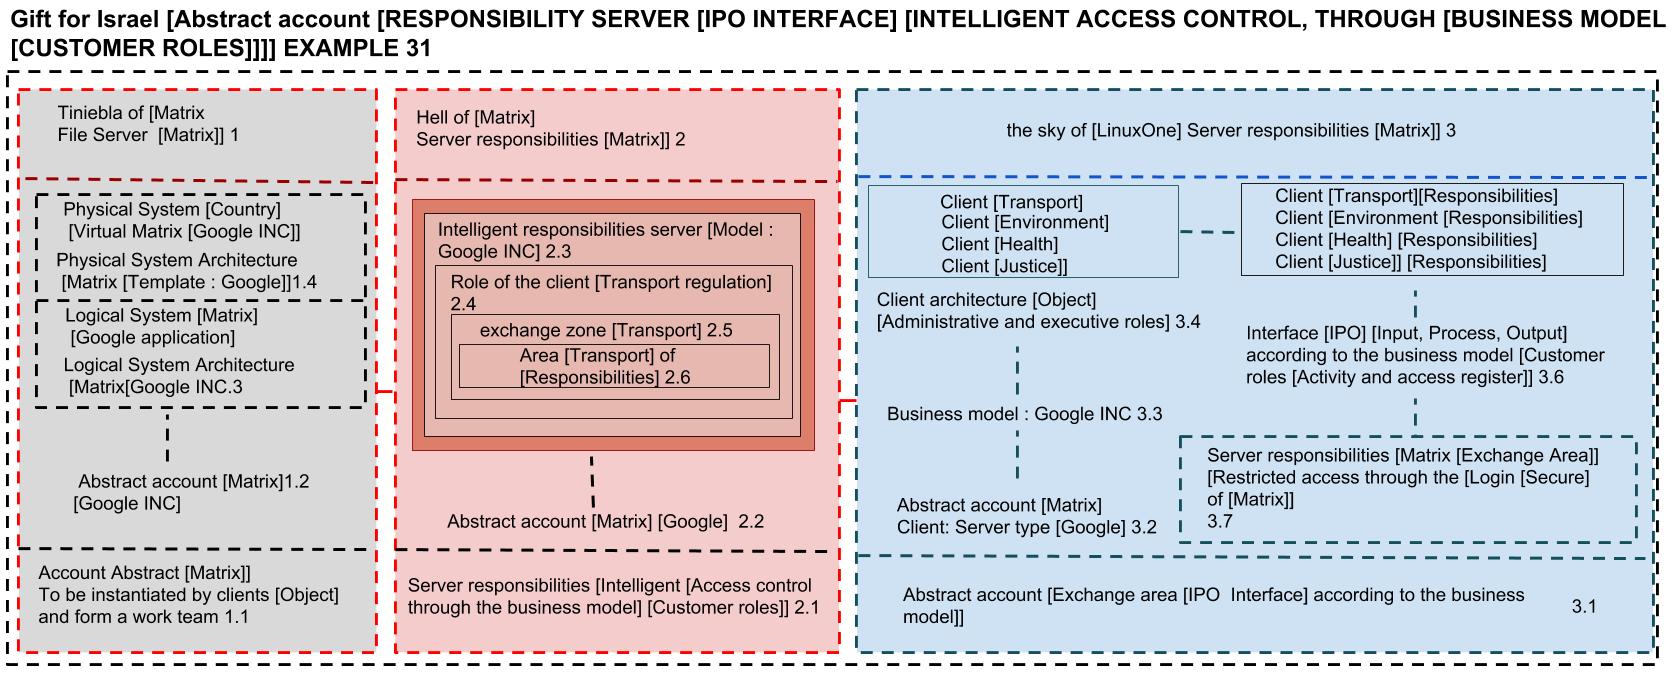 Gift for Israel [Abstract account [RESPONSIBILITY SERVER [IPO INTERFACE] [INTELLIGENT ACCESS CONTROL, THROUGH [BUSINESS MODEL
[CUSTOMER ROLES]]]] EXAMPLE 31
Tiniebla of [Matrix
File Server [Matrix]] 1
Physical System [Country]
[Virtual Matrix [Google INC]]
Physical System Architecture
[Matrix [Template : Google]]1.4
Logical System [Matrix]
[Google application]
Logical System Architecture
[Matrix[Google INC.3
Abstract account [Matrix]1.2
[Google INC]
Account Abstract [Matrix]]
To be instantiated by clients [Object]
and form a work team 1.1
Hell of [Matrix]
Server responsibilities [Matrix]] 2
Intelligent responsibilities server [Model :
Google INC] 2.3
Role of the client [Transport regulation]
2.4
exchange zone [Transport] 2.5
Area [Transport] of
[Responsibilities] 2.6
Abstract account [Matrix] [Google] 2.2
Server responsibilities [Intelligent [Access control
through the business model] [Customer roles]] 2.1
the sky of [LinuxOne] Server responsibilities [Matrix]] 3
Client [Transport]
Client [Environment]
Client [Health]
Client [Justice]]
Client [Transport][Responsibilities]
Client [Environment [Responsibilities]
Client [Health] [Responsibilities]
Client [Justice]] [Responsibilities]
Client architecture [Object]
[Administrative and executive roles] 3.4
Interface [IPO] [Input, Process, Output]
according to the business model [Customer
roles [Activity and access register]] 3.6
Business model : Google INC 3.3
Server responsibilities [Matrix [Exchange Area]]
[Restricted access through the [Login [Secure]
of [Matrix]]
3.7
Abstract account [Matrix]
Client: Server type [Google] 3.2
Abstract account [Exchange area [IPO Interface] according to the business
model]]
3.1